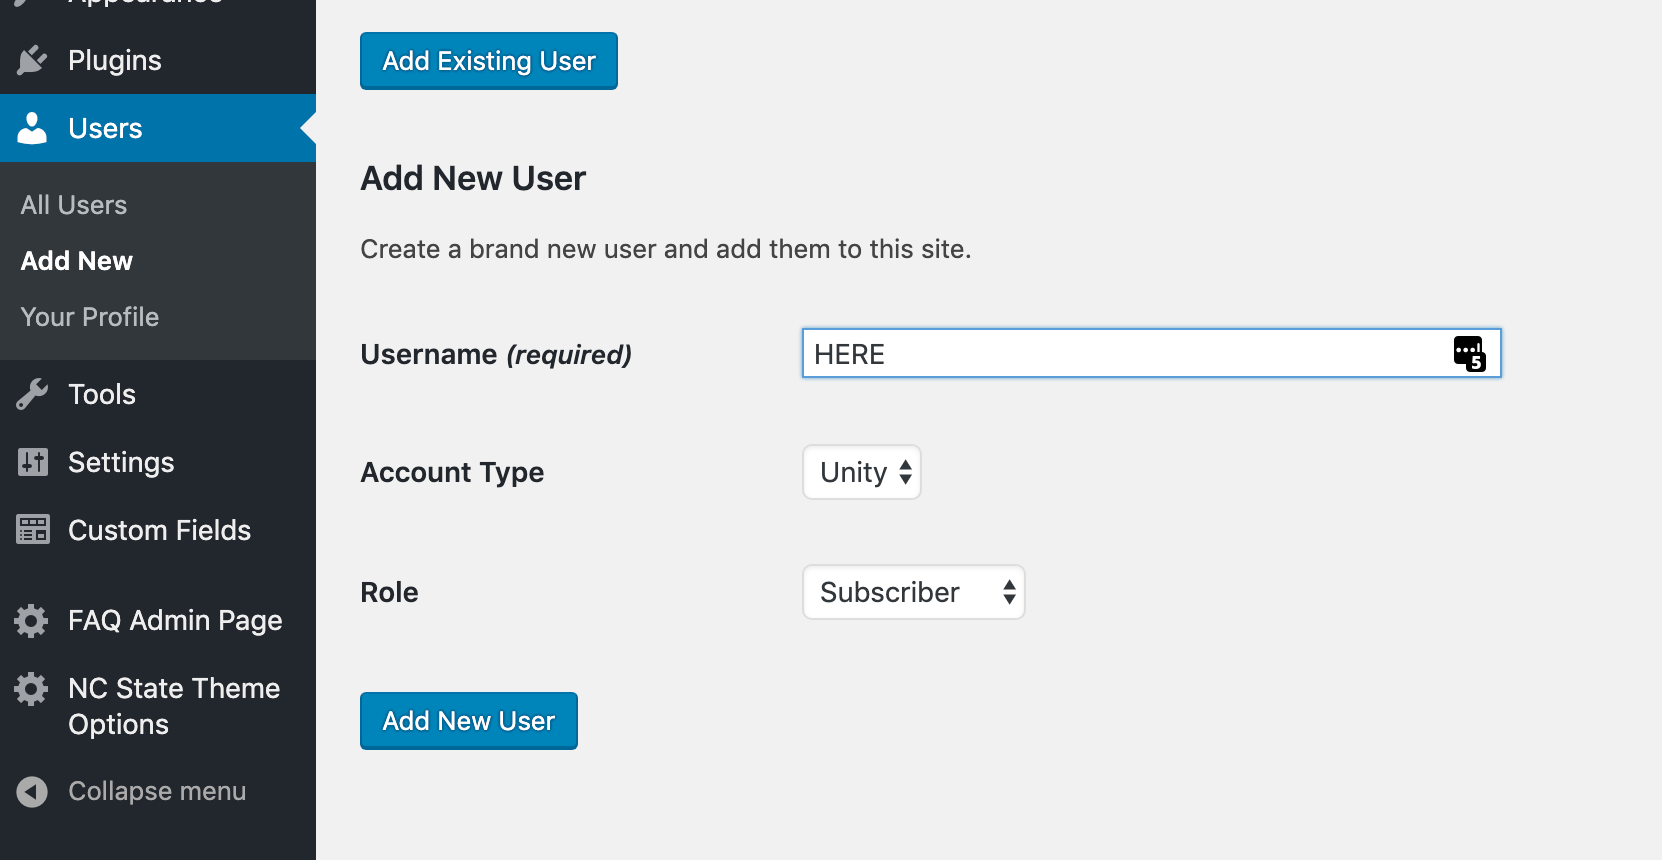 Appearance
Plugins
Users
All Users
Add New
Your Profile
Tools
Settings
Custom Fields
FAQ Admin Page
NC State Theme
Options
Collapse menu
Add Existing User
Add New User
Create a brand new user and add them to this site.
Username (required)
HERE
5
Account Type
Unity
Role
Subscriber
Add New User